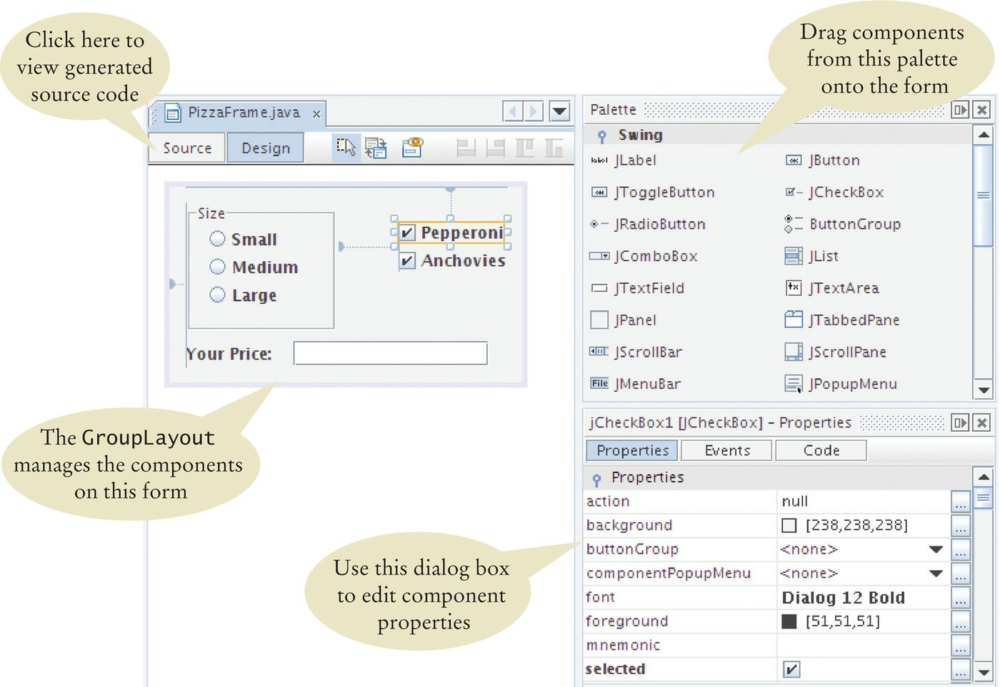 Click here to
view generated
source code
Drag components
from this palette
onto the form
PizzaFrame.java x
Source Design
Size
Small
Medium
Large
Pepperoni
Anchovies
Your Price:
The GroupLayout
manages the components
on this form
Use this dialog box
to edit component
properties
Palette
Swing
label JLabel
JButton
JToggleButton
JCheckBox
JRadioButton
ButtonGroup
JComboBox
JList
JTextField
JTextArea
JPanel
JTabbedPane
JScrollBar
JScrollPane
File JMenuBar
JPopupMenu
jCheckBox1 [JCheckBox] – Properties
Properties Events Code
Properties
action null ...
background [238,238,238] ...
buttonGroup <none> ...
componentPopupMenu <none> ...
font Dialog 12 Bold ...
foreground [51,51,51] ...
mnemonic ...
selected ...